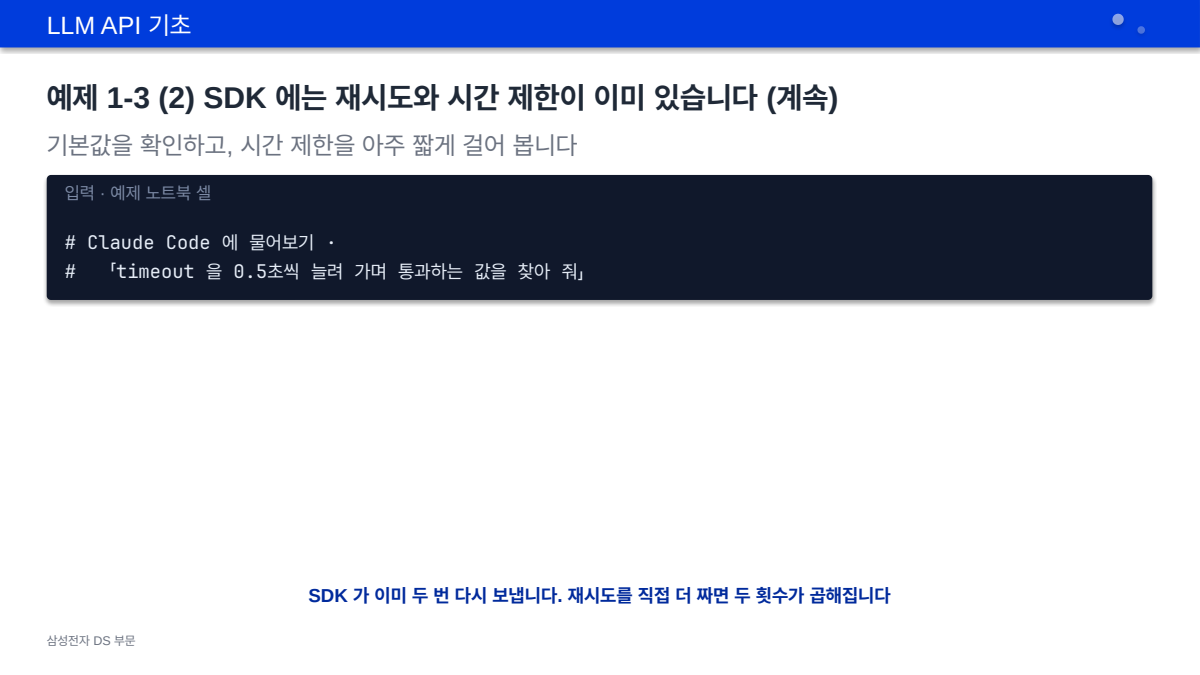 LLM API 기초
예제 1-3 (2) SDK 에는 재시도와 시간 제한이 이미 있습니다 (계속)
기본값을 확인하고, 시간 제한을 아주 짧게 걸어 봅니다
입력 · 예제 노트북 셀
# Claude Code 에 물어보기 ·
#   「timeout 을 0.5초씩 늘려 가며 통과하는 값을 찾아 줘」
SDK 가 이미 두 번 다시 보냅니다. 재시도를 직접 더 짜면 두 횟수가 곱해집니다
삼성전자 DS 부문